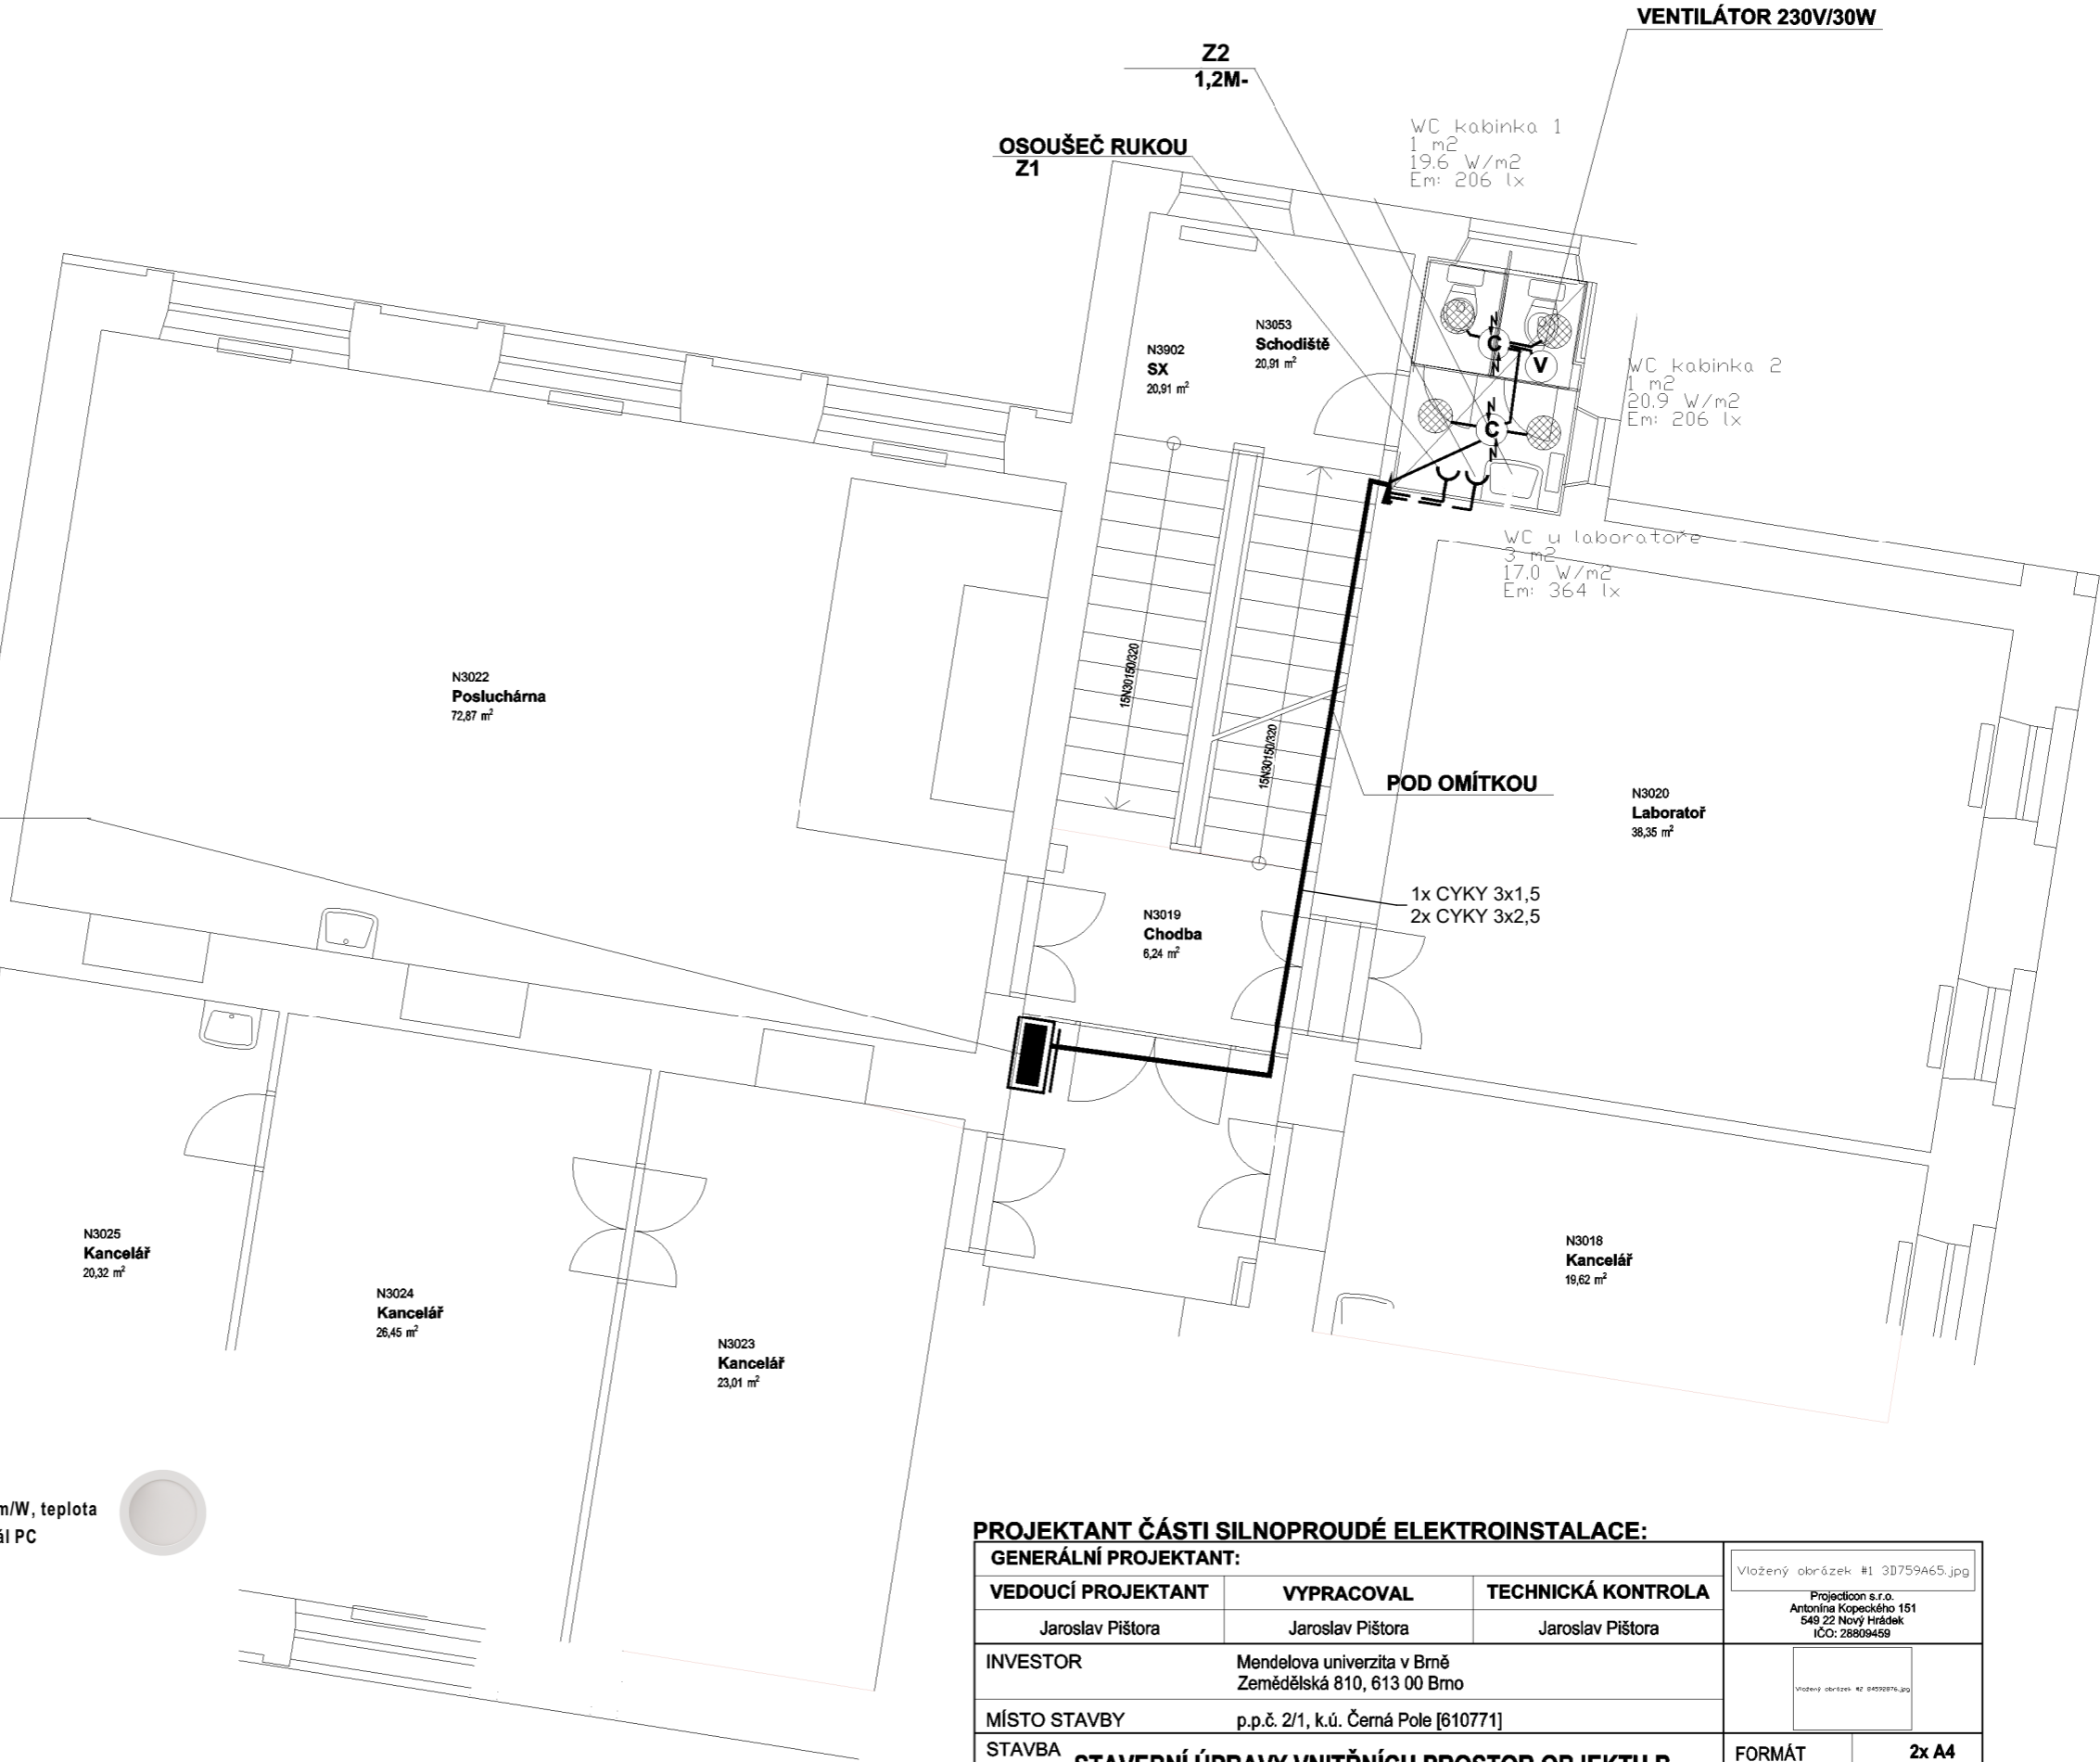 VENTILÁTOR 230V/30W
Z2
1,2M-
OSOUŠEČ RUKOU
Z1
WC kabinka 1
1 m2
19.6 W/m2
Em: 206 lx
N3053
Schodiště
20,91 m²
N3902
SX
20,91 m²
N
C
N
V
WC kabinka 2
1 m2
20.9 W/m2
Em: 206 lx
N
C
N
WC u laboratoře
3 m2
17.0 W/m2
Em: 364 lx
N3022
Posluchárna
72,87 m²
15N30150/320
15N30150/320
POD OMÍTKOU
N3020
Laboratoř
38,35 m²
1x CYKY 3x1,5
2x CYKY 3x2,5
N3019
Chodba
6,24 m²
N3025
Kancelář
20,32 m²
N3024
Kancelář
26,45 m²
N3023
Kancelář
23,01 m²
N3018
Kancelář
19,62 m²
m/W, teplota
ál PC
PROJEKTANT ČÁSTI SILNOPROUDÉ ELEKTROINSTALACE:
GENERÁLNÍ PROJEKTANT:
VEDOUCÍ PROJEKTANT VYPRACOVAL TECHNICKÁ KONTROLA
Jaroslav Pištora Jaroslav Pištora Jaroslav Pištora
Vložený obrázek #1 3D759A65.jpg
Projecticon s.r.o.
Antonína Kopeckého 151
549 22 Nový Hrádek
IČO: 28809459
INVESTOR Mendelova univerzita v Brně
Zemědělská 810, 613 00 Brno
MÍSTO STAVBY p.p.č. 2/1, k.ú. Černá Pole [610771]
STAVBA STAVEBNÍ ÚPRAVY VNITŘNÍCH PROSTOR OBJEKTU B
FORMÁT 2x A4